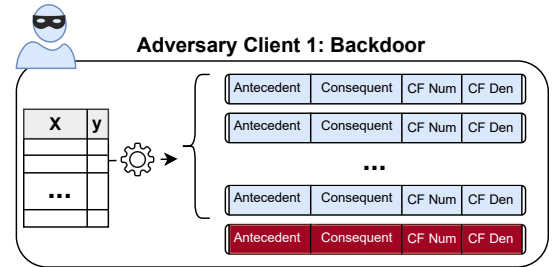 Adversary Client 1: Backdoor
Antecedent Consequent CF Num CF Den
X y
Antecedent Consequent CF Num CF Den
...
...
Antecedent Consequent CF Num CF Den
Antecedent Consequent CF Num CF Den